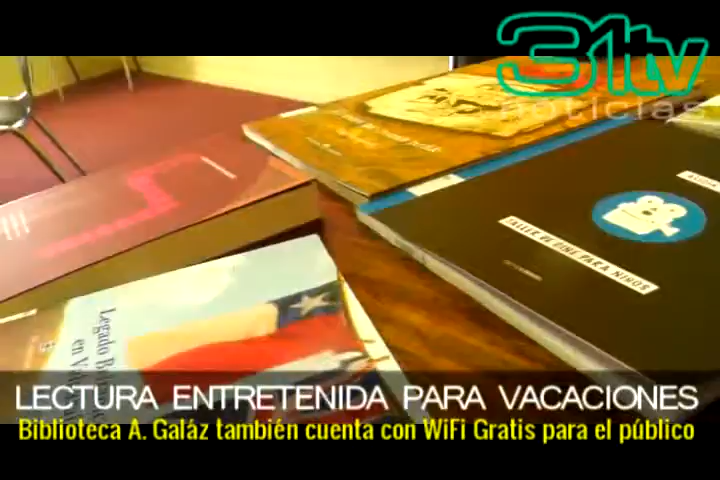 31tv
noticias
TALLER DE CINE PARA NIÑOS
Legado B
en V
LECTURA ENTRETENIDA PARA VACACIONES
Biblioteca A. Galáz también cuenta con WiFi Gratis para el público